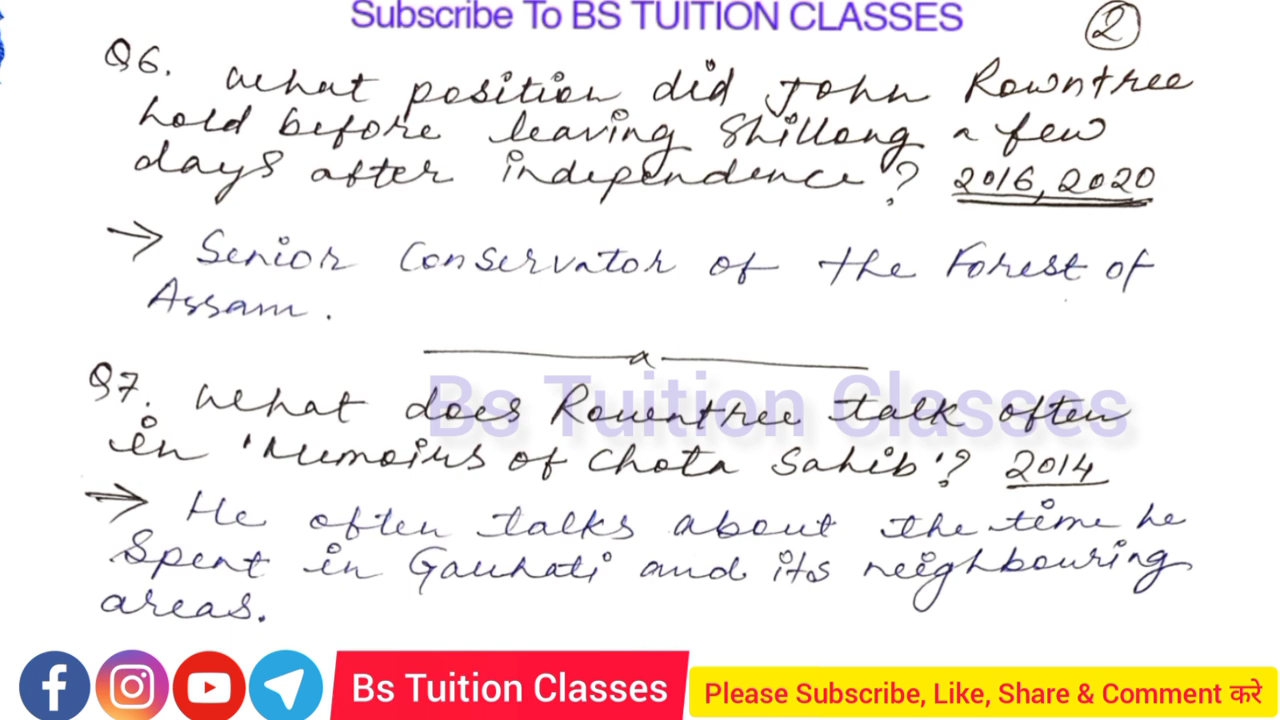 Subscribe To BS TUITION CLASSES
2
Q6. What position did John Rowntree
hold before leaving Shillong a few
days after independence? 2016, 2020
→ Senior Conservator of the Forest of
Assam.
a
Bs Tuition Classes
Q7. What does Rowntree talk often
in 'Memoirs of Chota Sahib'? 2014
→ He often talks about the time he
Spent in Gauhati and its neighbouring
areas.
Bs Tuition Classes
Please Subscribe, Like, Share & Comment करे